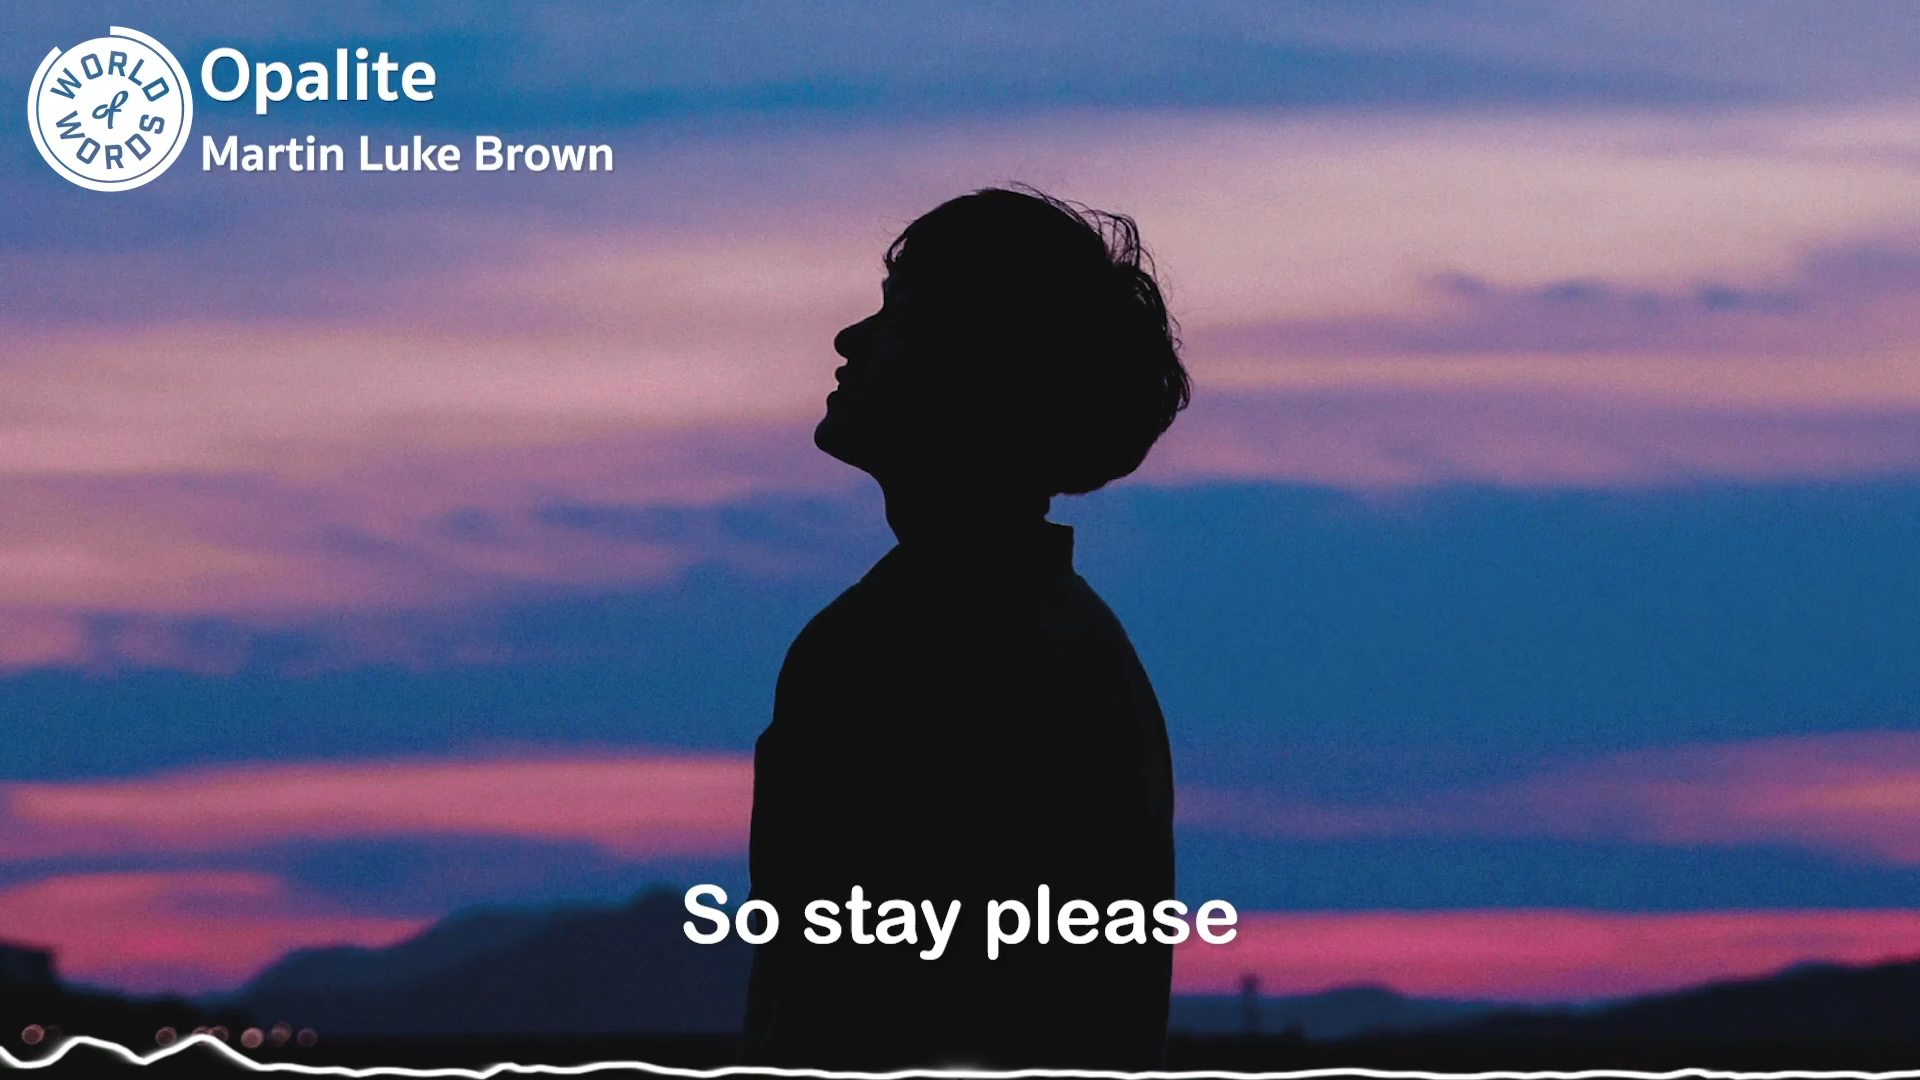 WORLD
of
WORDS
Opalite
Martin Luke Brown
So stay please